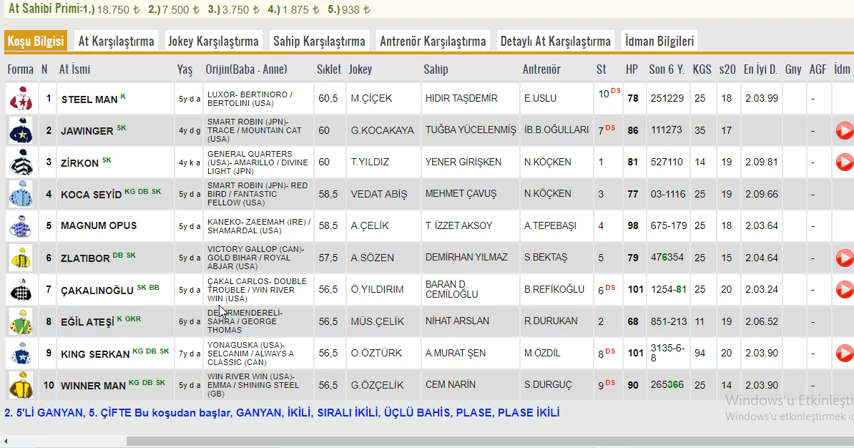 At Sahibi Primi:1.) 18.750 ₺ 2.) 7.500 ₺ 3.) 3.750 ₺ 4.) 1.875 ₺ 5.) 938 ₺
Koşu Bilgisi At Karşılaştırma Jokey Karşılaştırma Sahip Karşılaştırma Antrenör Karşılaştırma Detaylı At Karşılaştırma İdman Bilgileri
Forma N At İsmi Yaş Orijin(Baba - Anne) Sıklet Jokey Sahip Antrenör St HP Son 6 Y. KGS s20 En İyi D. Gny AGF İdm
1 STEEL MAN K 5y d a LUXOR- BERTINORO / BERTOLINI (USA) 60,5 M.ÇİÇEK HIDIR TAŞDEMİR E.USLU 10 DS 78 251229 25 18 2.03.99 -
2 JAWINGER SK 4y d g SMART ROBIN (JPN)- TRACE / MOUNTAIN CAT (USA) 60 G.KOCAKAYA TUĞBA YÜCELENMİŞ İB.B.OĞULLARI 7 DS 86 111273 35 17 -
3 ZİRKON SK 4y k a GENERAL QUARTERS (USA)- AMARILLO / DIVINE LIGHT (JPN) 60 T.YILDIZ YENER GİRİŞKEN N.KÖÇKEN 1 81 527110 14 19 2.09.81 -
4 KOCA SEYİD KG DB SK 5y d a SMART ROBIN (JPN)- RED BIRD / FANTASTIC FELLOW (USA) 58,5 VEDAT ABİŞ MEHMET ÇAVUŞ N.KÖÇKEN 3 77 03-1116 25 19 2.09.66 -
5 MAGNUM OPUS 5y d a KANEKO- ZAEEMAH (IRE) / SHAMARDAL (USA) 58,5 A.ÇELİK T. İZZET AKSOY A.TEPEBAŞI 4 98 675-179 25 18 2.03.64 -
6 ZLATIBOR DB SK 5y d a VICTORY GALLOP (CAN)- GOLD BIHAR / ROYAL ABJAR (USA) 57,5 A.SÖZEN DEMİRHAN YILMAZ S.BEKTAŞ 5 79 476354 25 15 2.04.64 -
7 ÇAKALINOĞLU SK BB 5y d a ÇAKAL CARLOS- DOUBLE TROUBLE / WIN RIVER WIN (USA) 56,5 Ö.YILDIRIM BARAN D. CEMİLOĞLU B.REFİKOĞLU 6 DS 101 1254-81 25 20 2.03.24 -
8 EĞİL ATEŞİ K GKR 6y d a DEĞİRMENDERELİ- SAHRA / GEORGE THOMAS 56,5 MÜS.ÇELİK NİHAT ARSLAN R.DURUKAN 2 68 851-213 11 19 2.06.52 -
9 KING SERKAN KG DB SK 7y d a YONAGUSKA (USA)- SELCANIM / ALWAYS A CLASSIC (CAN) 56,5 O.ÖZTÜRK A.MURAT ŞEN M.ÖZDİL 8 DS 101 3135-6-8 94 20 2.03.90 -
10 WINNER MAN KG DB SK 5y d a WIN RIVER WIN (USA)- EMMA / SHINING STEEL (GB) 56,5 G.ÖZÇELİK CEM NARİN S.DURGUÇ 9 DS 90 265366 25 14 2.03.90 -
Windows'u Etkinleşti
2. 5'Lİ GANYAN, 5. ÇİFTE Bu koşudan başlar, GANYAN, İKİLİ, SIRALI İKİLİ, ÜÇLÜ BAHİS, PLASE, PLASE İKİLİ
Windows'u etkinleştirmek iç